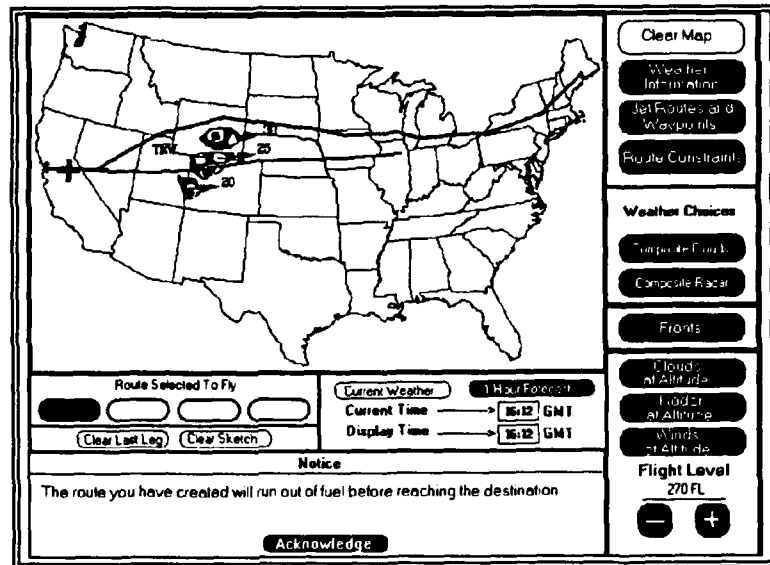 Clear Map
Weather
Information
Jet Routes and
Waypoints
Route Constraints
30
TRW
25
20
Weather Choices
Composite Clouds
Composite Radar
Fronts
Clouds
at Altitude
Radar
at Altitude
Winds
at Altitude
Flight Level
270 FL
− +
Route Selected To Fly
Clear Last Leg Clear Sketch
Current Weather 1 Hour Forecast
Current Time 16:12 GMT
Display Time 16:12 GMT
Notice
The route you have created will run out of fuel before reaching the destination
Acknowledge